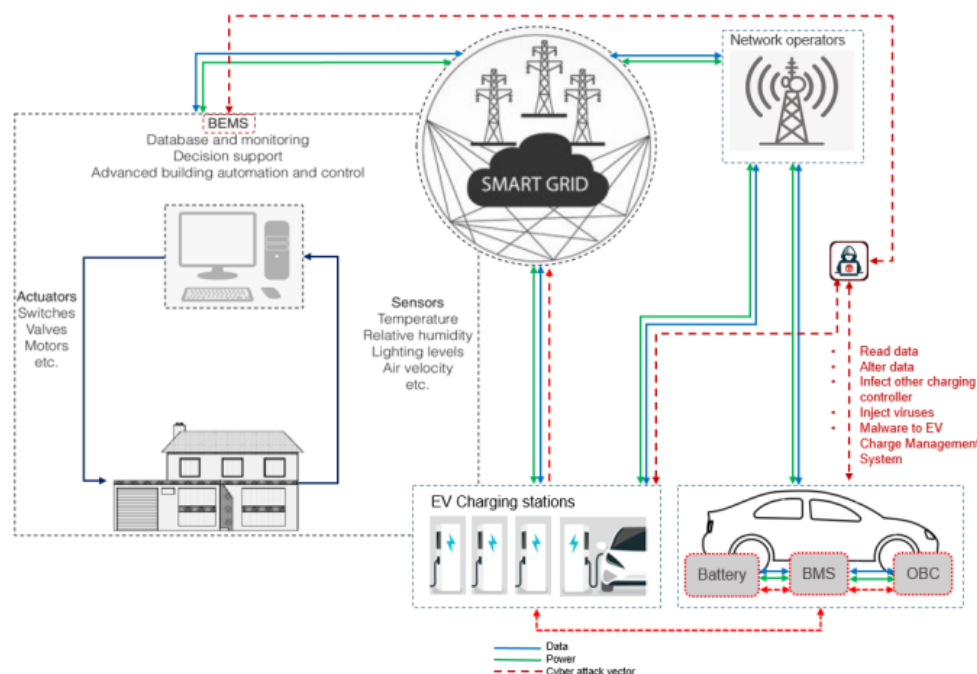 Network operators
BEMS
Database and monitoring
Decision support
Advanced building automation and control
SMART GRID
Actuators
Switches
Valves
Motors
etc.
Sensors
Temperature
Relative humidity
Lighting levels
Air velocity
etc.
• Read data
• Alter data
• Infect other charging
controller
• Inject viruses
• Malware to EV
Charge Management
System
EV Charging stations
Battery
BMS
OBC
Data
Power
Cyber attack vector